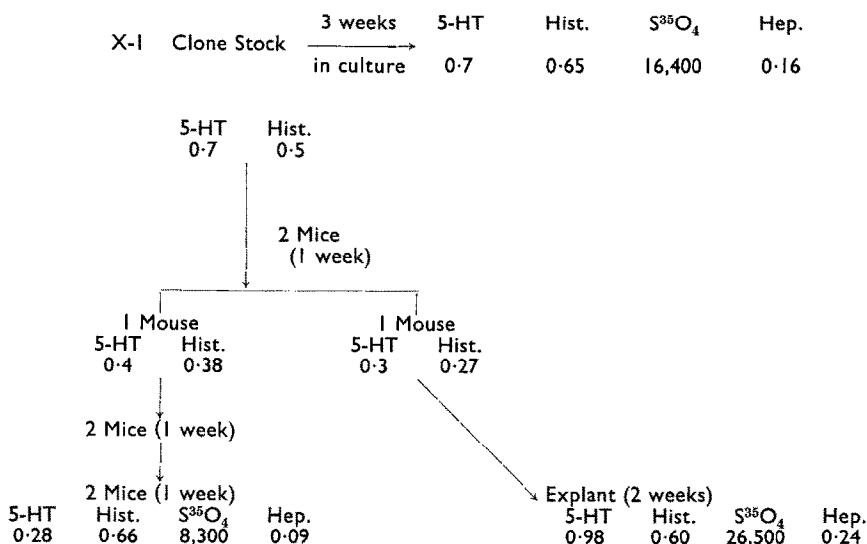 3 weeks 5-HT Hist. S³⁵O₄ Hep.
X-I Clone Stock
in culture 0·7 0·65 16,400 0·16
5-HT Hist.
0·7 0·5
2 Mice
(1 week)
1 Mouse 1 Mouse
5-HT Hist. 5-HT Hist.
0·4 0·38 0·3 0·27
2 Mice (1 week)
2 Mice (1 week) Explant (2 weeks)
5-HT Hist. S³⁵O₄ Hep. 5-HT Hist. S³⁵O₄ Hep.
0·28 0·66 8,300 0·09 0·98 0·60 26,500 0·24